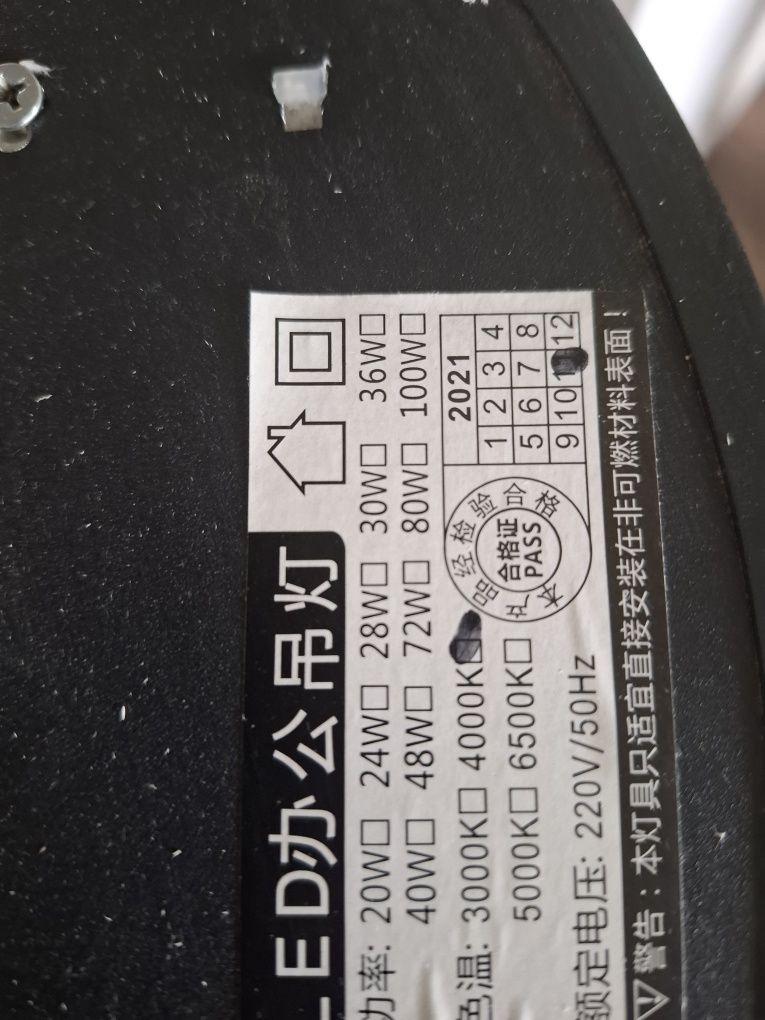 LED办公吊灯
功率: 20W□ 24W□ 28W□ 30W□ 36W□
40W□ 48W□ 72W□ 80W□ 100W□
色温: 3000K□ 4000K□
5000K□ 6500K□
额定电压: 220V/50Hz
本产品经检验合格
合格证
PASS
2021
1 2 3 4
5 6 7 8
9 10 12
警告：本灯具只适宜直接安装在非可燃材料表面！